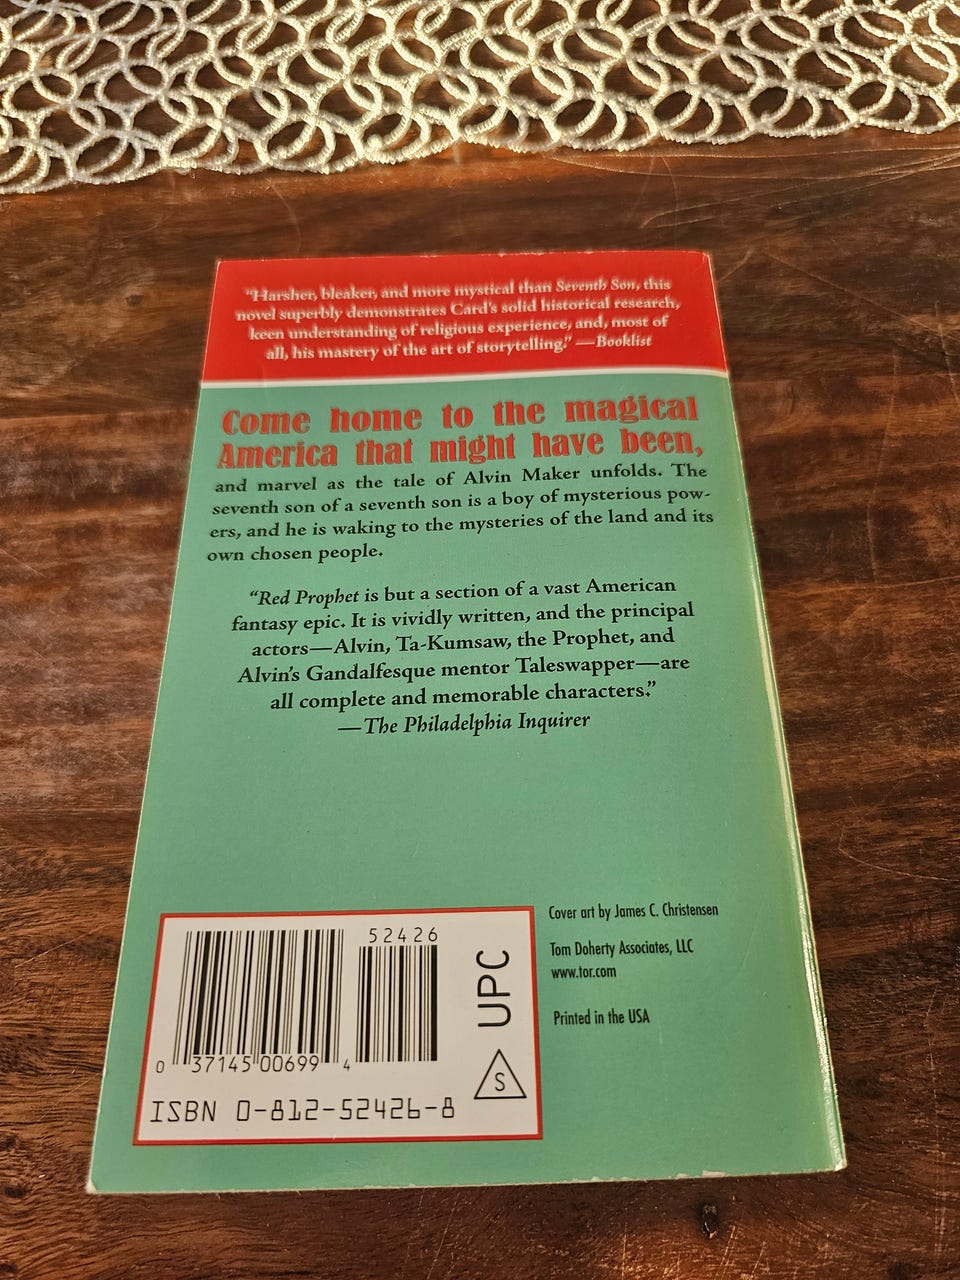 "Harsher, bleaker, and more mystical than Seventh Son, this
novel superbly demonstrates Card's solid historical research,
keen understanding of religious experience, and, most of
all, his mastery of the art of storytelling." —Booklist
Come home to the magical
America that might have been,
and marvel as the tale of Alvin Maker unfolds. The
seventh son of a seventh son is a boy of mysterious pow-
ers, and he is waking to the mysteries of the land and its
own chosen people.
"Red Prophet is but a section of a vast American
fantasy epic. It is vividly written, and the principal
actors—Alvin, Ta-Kumsaw, the Prophet, and
Alvin's Gandalfesque mentor Taleswapper—are
all complete and memorable characters."
—The Philadelphia Inquirer
52426
0 37145 00699 4
ISBN 0-812-52426-8
UPC
S
Cover art by James C. Christensen
Tom Doherty Associates, LLC
www.tor.com
Printed in the USA